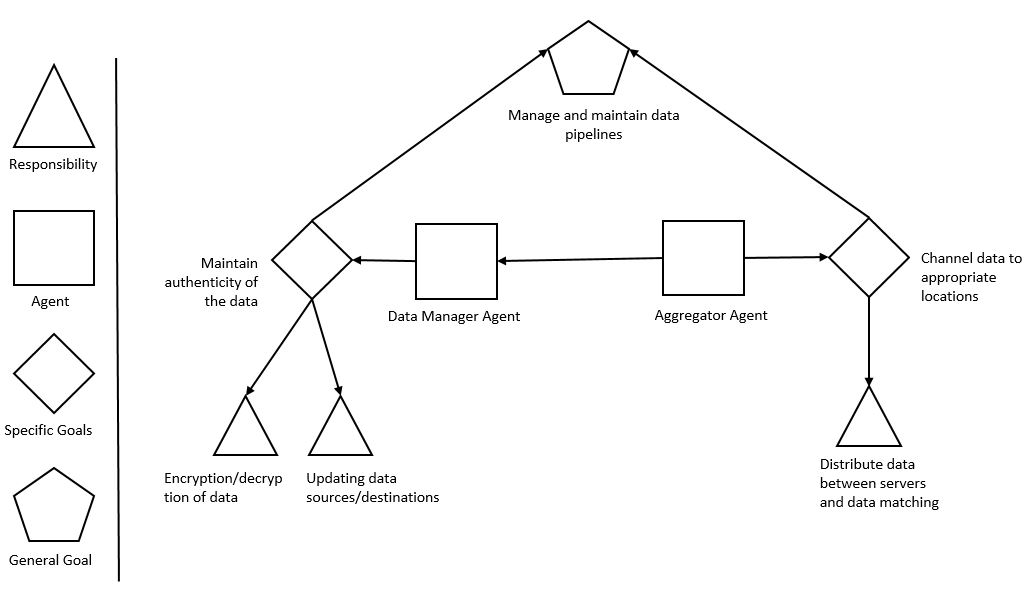 Responsibility
Agent
Specific Goals
General Goal
Manage and maintain data
pipelines
Maintain
authenticity of
the data
Data Manager Agent
Aggregator Agent
Channel data to
appropriate
locations
Encryption/decryp
tion of data
Updating data
sources/destinations
Distribute data
between servers
and data matching